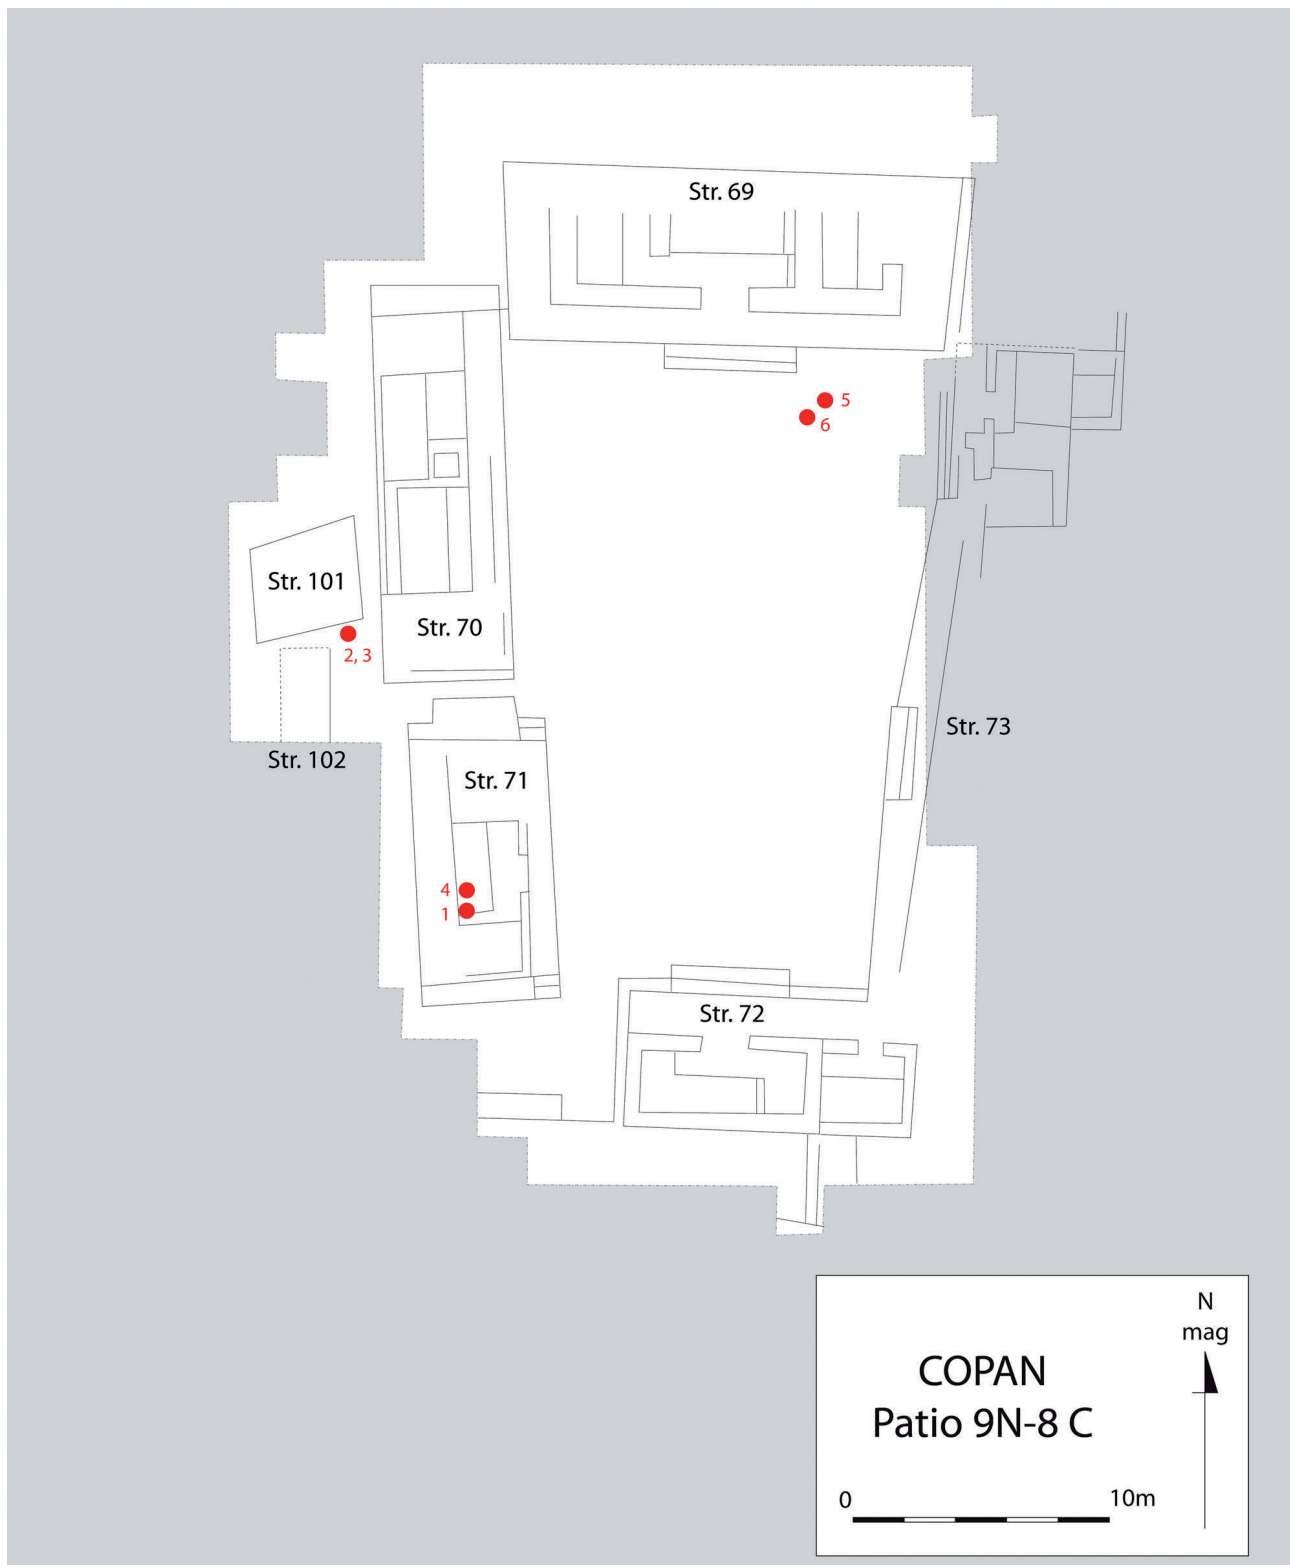 Str. 69
5
6
Str. 101
Str. 70
2, 3
Str. 73
Str. 102
Str. 71
4
1
Str. 72
N
mag
COPAN
Patio 9N-8 C
0
10m